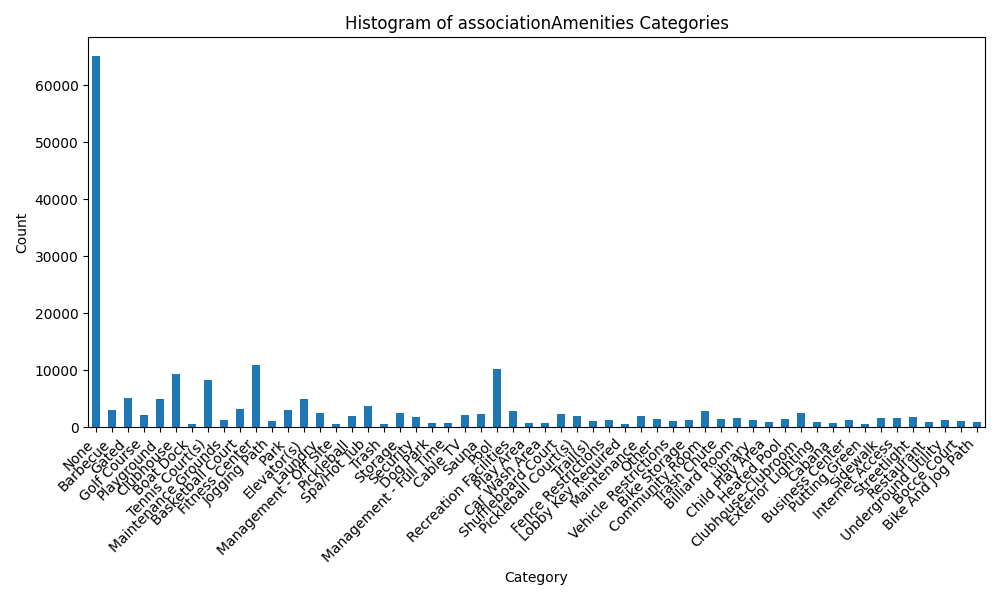 Histogram of associationAmenities Categories
Count
60000
50000
40000
30000
20000
10000
0
None
Barbecue
Gated
Golf Course
Playground
Clubhouse
Boat Dock
Tennis Court(s)
Maintenance Grounds
Basketball Court
Fitness Center
Jogging Path
Park
Elevator(s)
Laundry
Management - Off Site
Pickleball
Spa/Hot Tub
Trash
Storage
Security
Dog Park
Management - Full Time
Cable TV
Sauna
Pool
Recreation Facilities
Play Area
Car Wash Area
Shuffleboard Court
Pickleball Court(s)
Trail(s)
Fence Restrictions
Lobby Key Required
Maintenance
Other
Vehicle Restrictions
Bike Storage
Community Room
Trash Chute
Billiard Room
Library
Child Play Area
Heated Pool
Clubhouse-Clubroom
Exterior Lighting
Cabana
Business Center
Putting Green
Sidewalk
Internet Access
Streetlight
Restaurant
Underground Utility
Bocce Court
Bike And Jog Path
Category